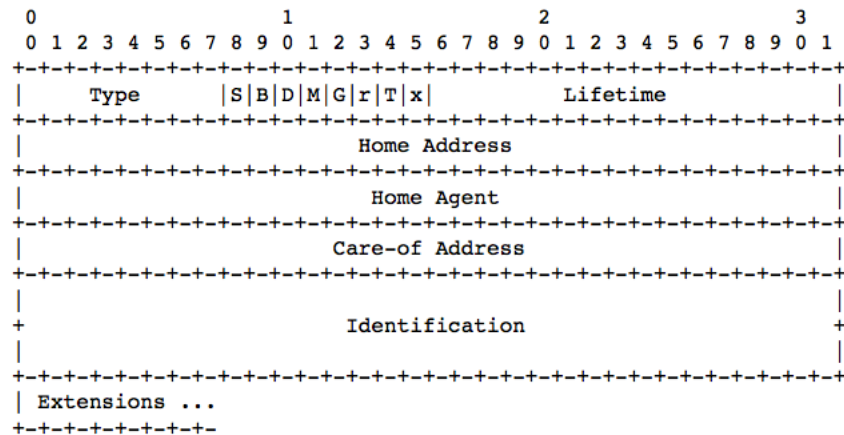 0                   1                   2                   3
 0 1 2 3 4 5 6 7 8 9 0 1 2 3 4 5 6 7 8 9 0 1 2 3 4 5 6 7 8 9 0 1
+-+-+-+-+-+-+-+-+-+-+-+-+-+-+-+-+-+-+-+-+-+-+-+-+-+-+-+-+-+-+-+-+
|     Type      |S|B|D|M|G|r|T|x|          Lifetime             |
+-+-+-+-+-+-+-+-+-+-+-+-+-+-+-+-+-+-+-+-+-+-+-+-+-+-+-+-+-+-+-+-+
|                          Home Address                         |
+-+-+-+-+-+-+-+-+-+-+-+-+-+-+-+-+-+-+-+-+-+-+-+-+-+-+-+-+-+-+-+-+
|                           Home Agent                          |
+-+-+-+-+-+-+-+-+-+-+-+-+-+-+-+-+-+-+-+-+-+-+-+-+-+-+-+-+-+-+-+-+
|                        Care-of Address                        |
+-+-+-+-+-+-+-+-+-+-+-+-+-+-+-+-+-+-+-+-+-+-+-+-+-+-+-+-+-+-+-+-+
|                                                               |
+                         Identification                        +
|                                                               |
+-+-+-+-+-+-+-+-+-+-+-+-+-+-+-+-+-+-+-+-+-+-+-+-+-+-+-+-+-+-+-+-+
| Extensions ...
+-+-+-+-+-+-+-+-